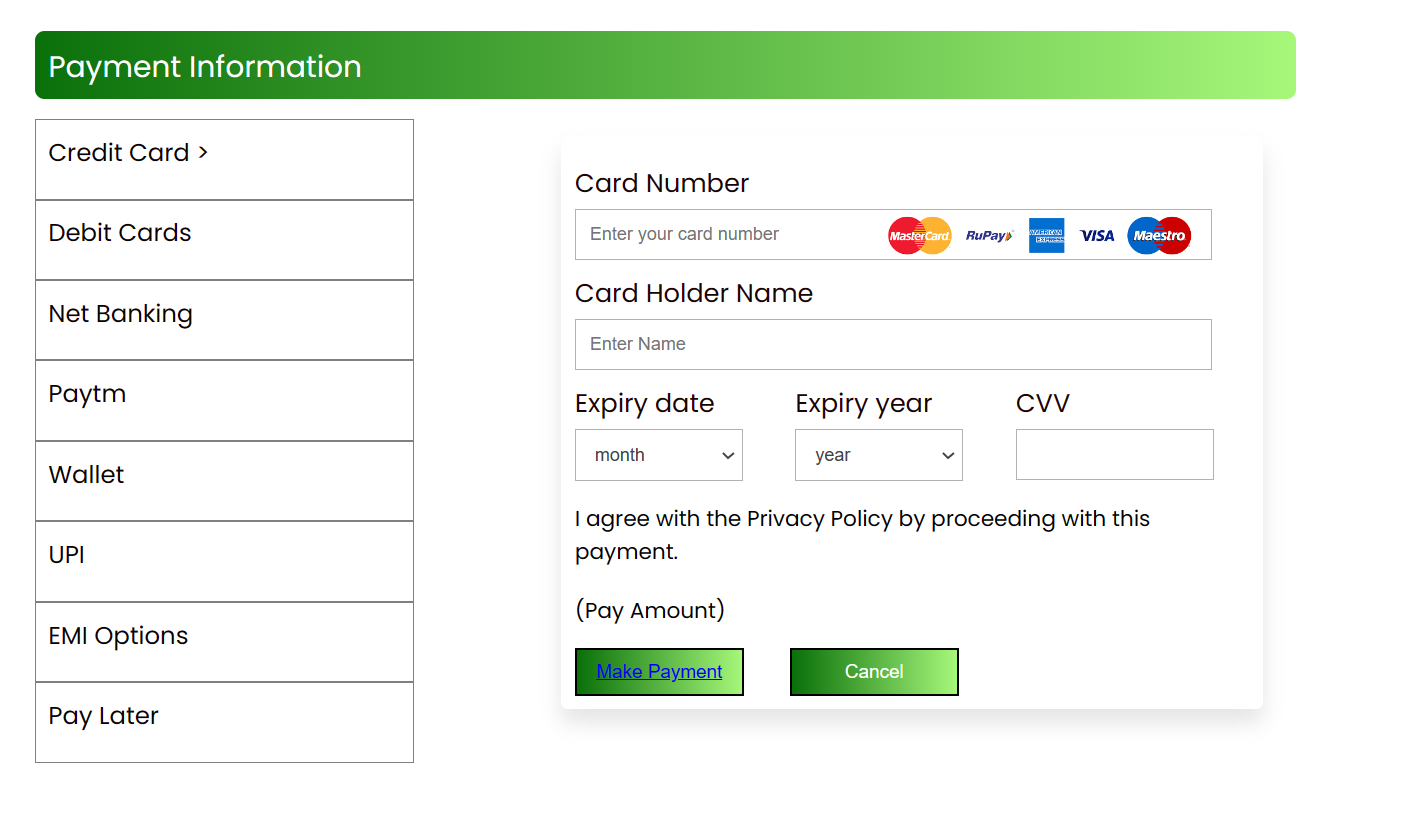 Payment Information
Credit Card >
Debit Cards
Net Banking
Paytm
Wallet
UPI
EMI Options
Pay Later
Card Number
Enter your card number MasterCard RuPay AMERICAN EXPRESS VISA Maestro
Card Holder Name
Enter Name
Expiry date Expiry year CVV
month year
I agree with the Privacy Policy by proceeding with this
payment.
(Pay Amount)
Make Payment Cancel